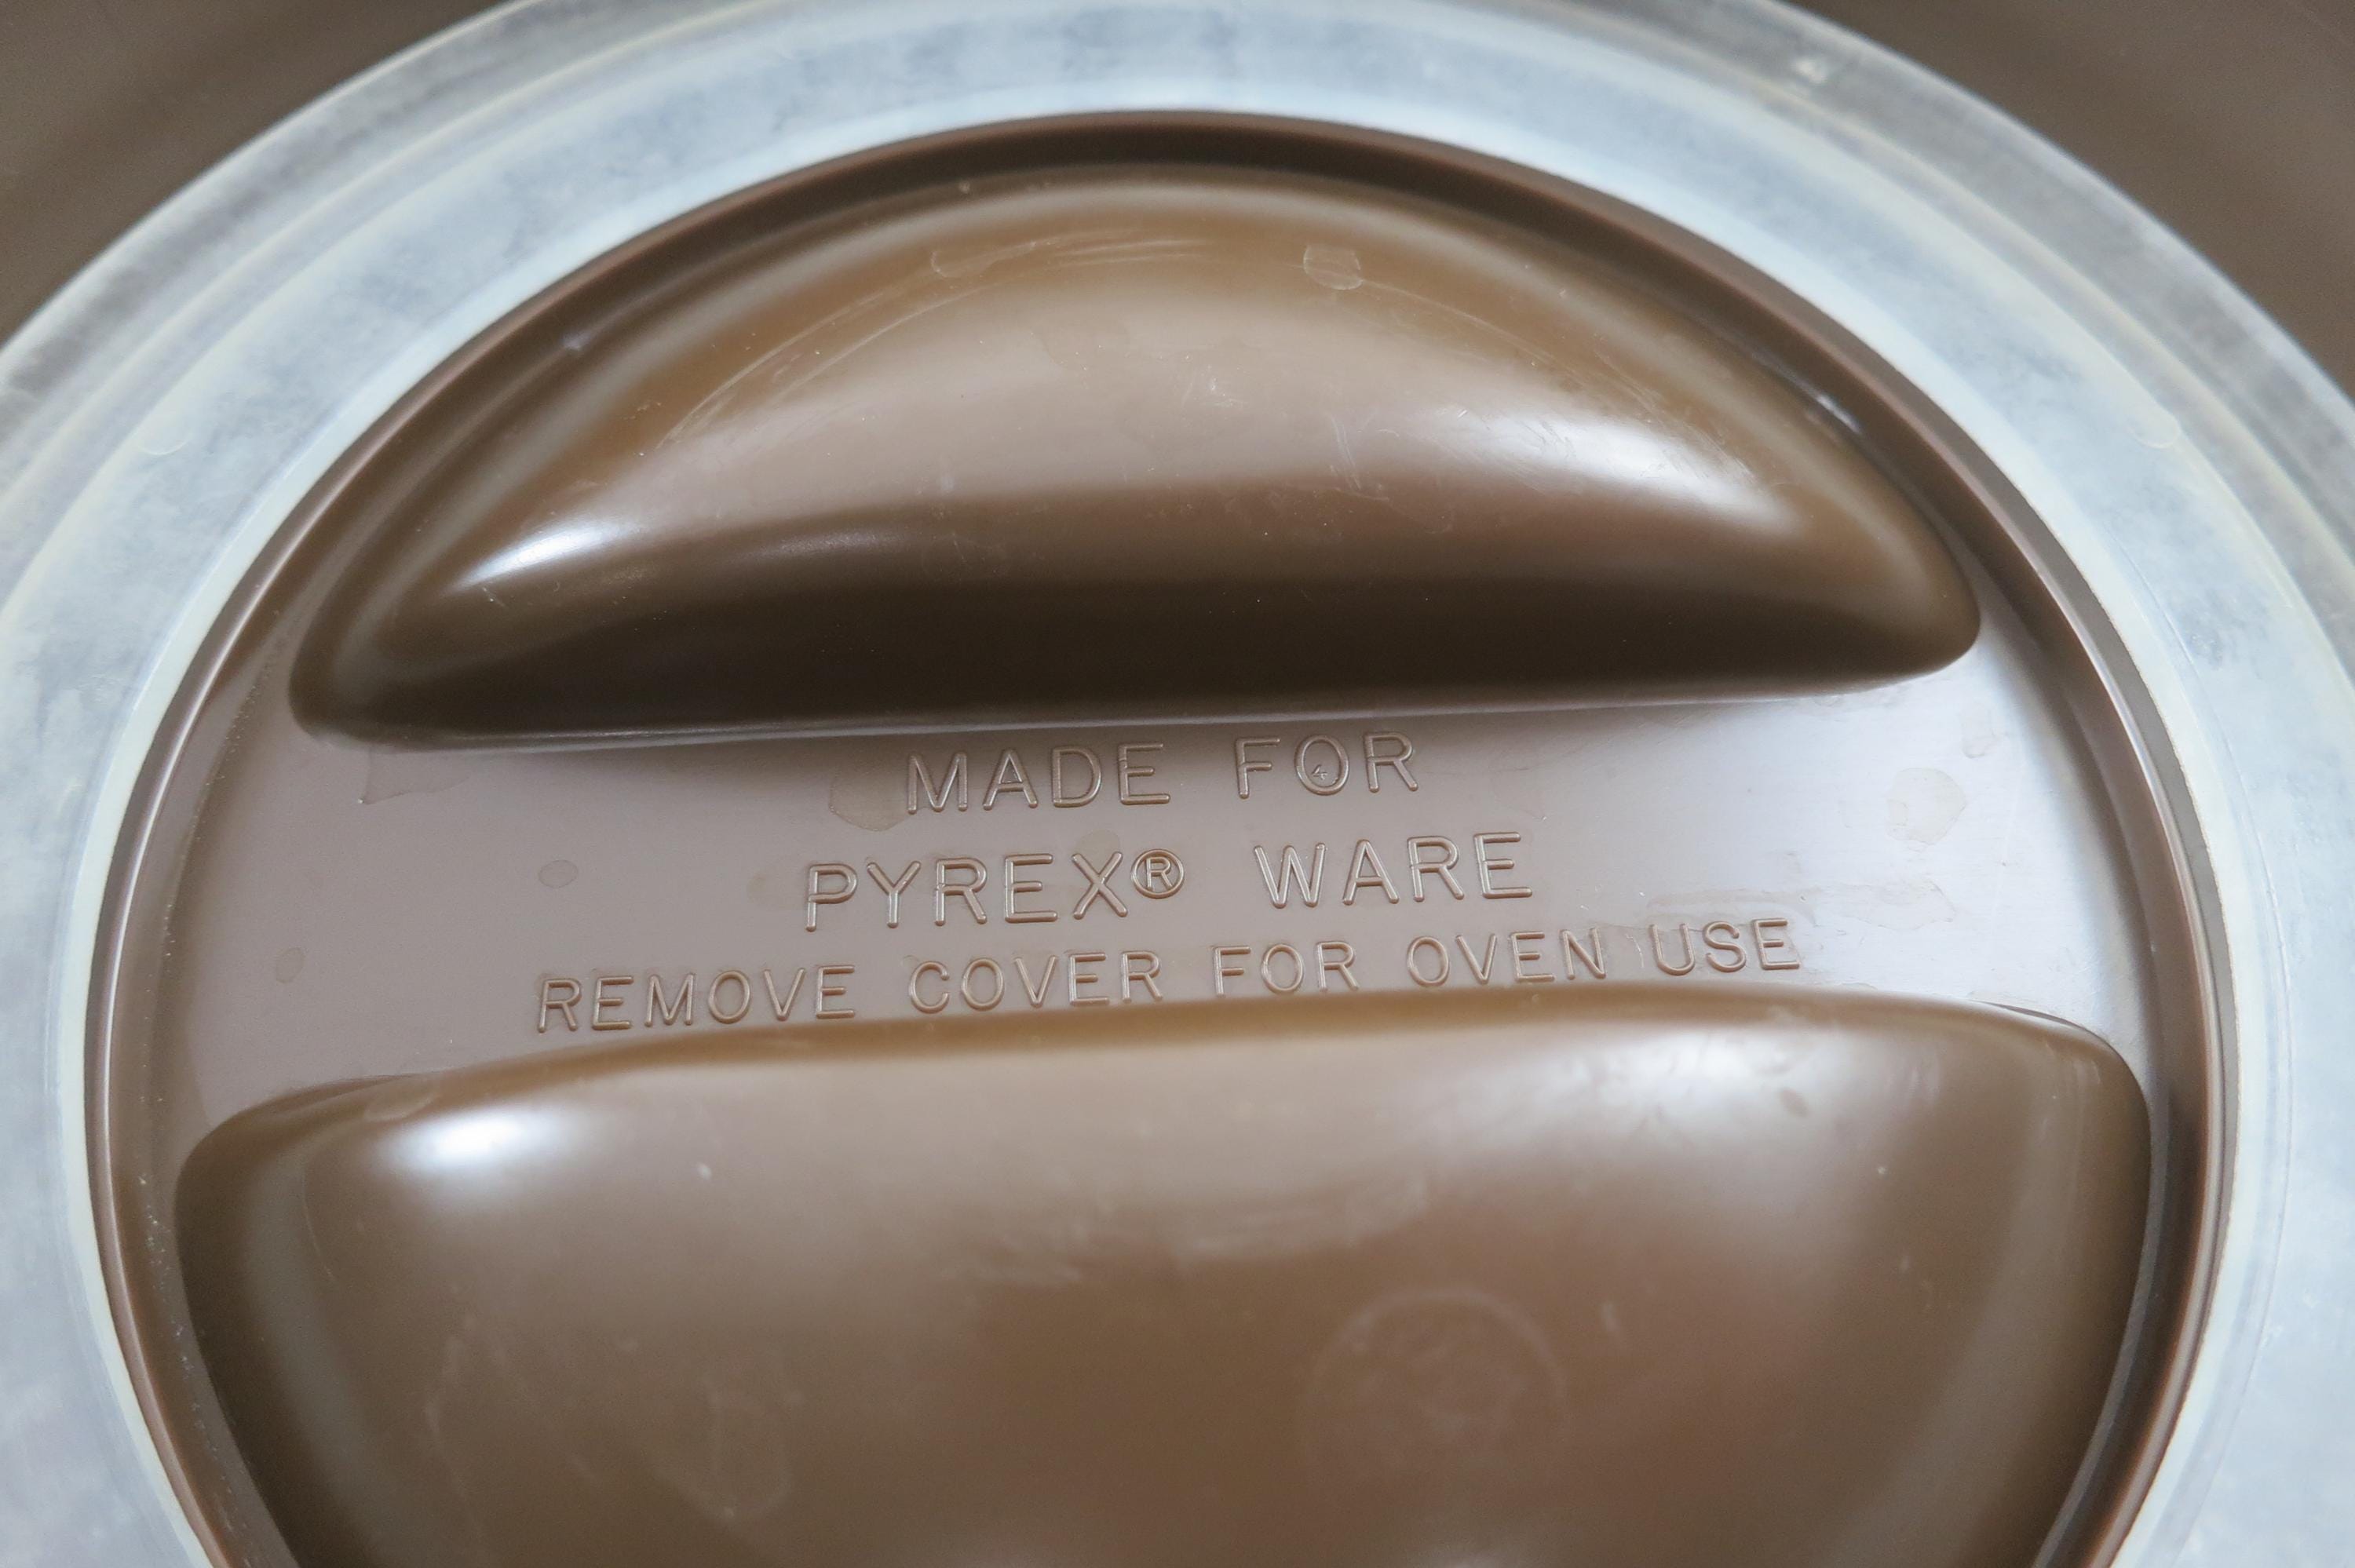 MADE FOR
PYREX® WARE
REMOVE COVER FOR OVEN USE